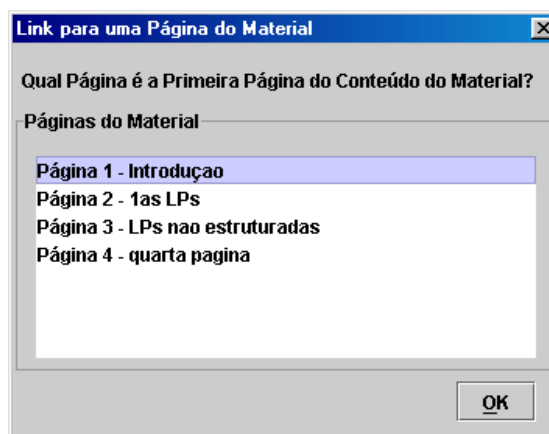 Link para uma Página do Material
Qual Página é a Primeira Página do Conteúdo do Material?
Páginas do Material
Página 1 - Introduçao
Página 2 - 1as LPs
Página 3 - LPs nao estruturadas
Página 4 - quarta pagina
OK